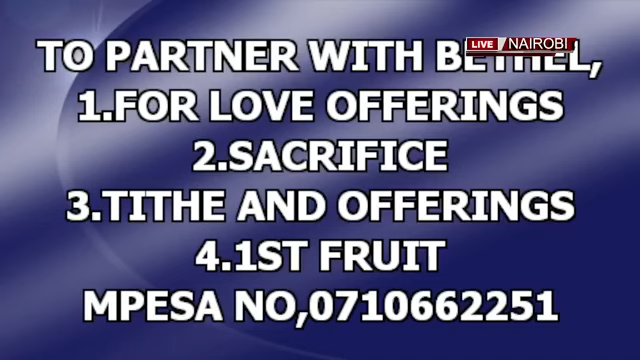 LIVE NAIROBI
TO PARTNER WITH BETHEL,
1.FOR LOVE OFFERINGS
2.SACRIFICE
3.TITHE AND OFFERINGS
4.1ST FRUIT
MPESA NO,0710662251